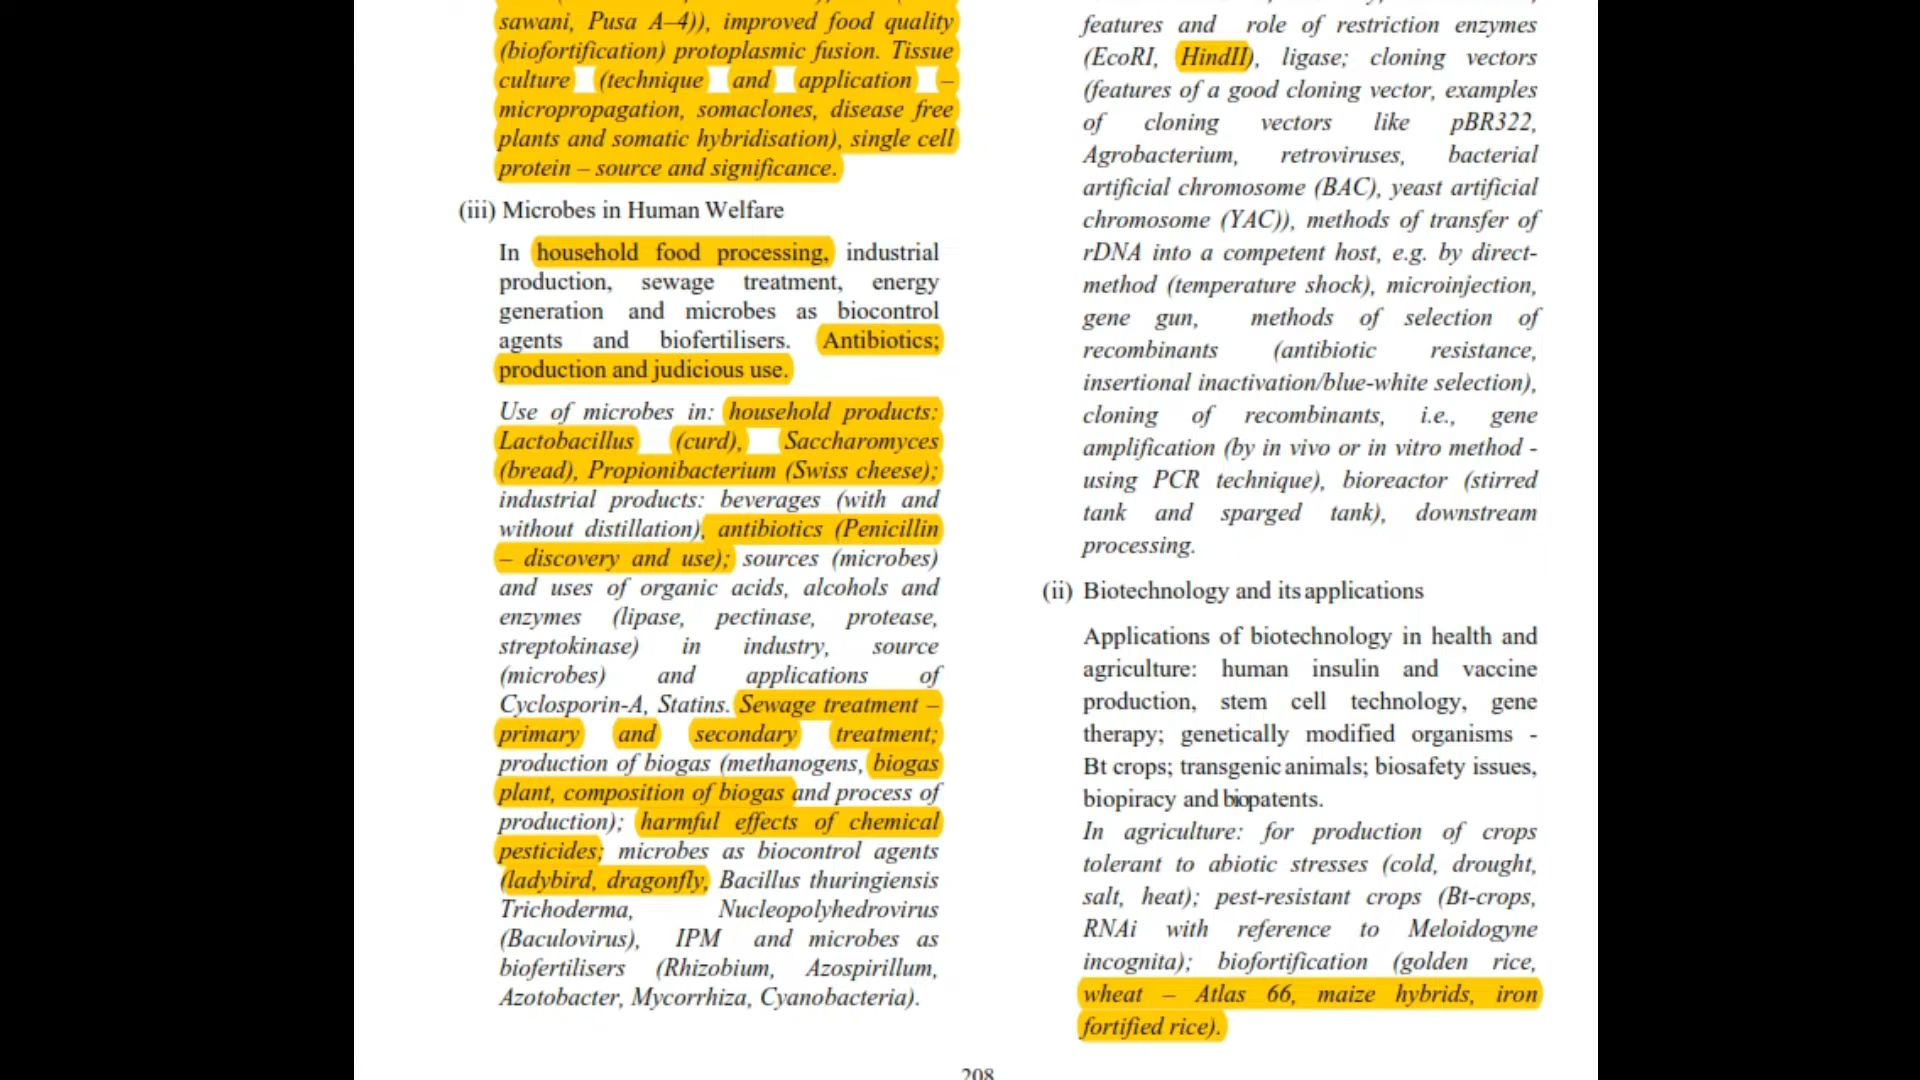 sawani, Pusa A–4)), improved food quality
(biofortification) protoplasmic fusion. Tissue
culture (technique and application –
micropropagation, somaclones, disease free
plants and somatic hybridisation), single cell
protein – source and significance.
(iii) Microbes in Human Welfare
In household food processing, industrial
production, sewage treatment, energy
generation and microbes as biocontrol
agents and biofertilisers. Antibiotics;
production and judicious use.
Use of microbes in: household products:
Lactobacillus (curd), Saccharomyces
(bread), Propionibacterium (Swiss cheese);
industrial products: beverages (with and
without distillation), antibiotics (Penicillin
– discovery and use); sources (microbes)
and uses of organic acids, alcohols and
enzymes (lipase, pectinase, protease,
streptokinase) in industry, source
(microbes) and applications of
Cyclosporin-A, Statins. Sewage treatment –
primary and secondary treatment;
production of biogas (methanogens, biogas
plant, composition of biogas and process of
production); harmful effects of chemical
pesticides; microbes as biocontrol agents
(ladybird, dragonfly, Bacillus thuringiensis
Trichoderma, Nucleopolyhedrovirus
(Baculovirus), IPM and microbes as
biofertilisers (Rhizobium, Azospirillum,
Azotobacter, Mycorrhiza, Cyanobacteria).
features and role of restriction enzymes
(EcoRI, HindII), ligase; cloning vectors
(features of a good cloning vector, examples
of cloning vectors like pBR322,
Agrobacterium, retroviruses, bacterial
artificial chromosome (BAC), yeast artificial
chromosome (YAC)), methods of transfer of
rDNA into a competent host, e.g. by direct-
method (temperature shock), microinjection,
gene gun, methods of selection of
recombinants (antibiotic resistance,
insertional inactivation/blue-white selection),
cloning of recombinants, i.e., gene
amplification (by in vivo or in vitro method -
using PCR technique), bioreactor (stirred
tank and sparged tank), downstream
processing.
(ii) Biotechnology and its applications
Applications of biotechnology in health and
agriculture: human insulin and vaccine
production, stem cell technology, gene
therapy; genetically modified organisms -
Bt crops; transgenic animals; biosafety issues,
biopiracy and biopatents.
In agriculture: for production of crops
tolerant to abiotic stresses (cold, drought,
salt, heat); pest-resistant crops (Bt-crops,
RNAi with reference to Meloidogyne
incognita); biofortification (golden rice,
wheat – Atlas 66, maize hybrids, iron
fortified rice).
208